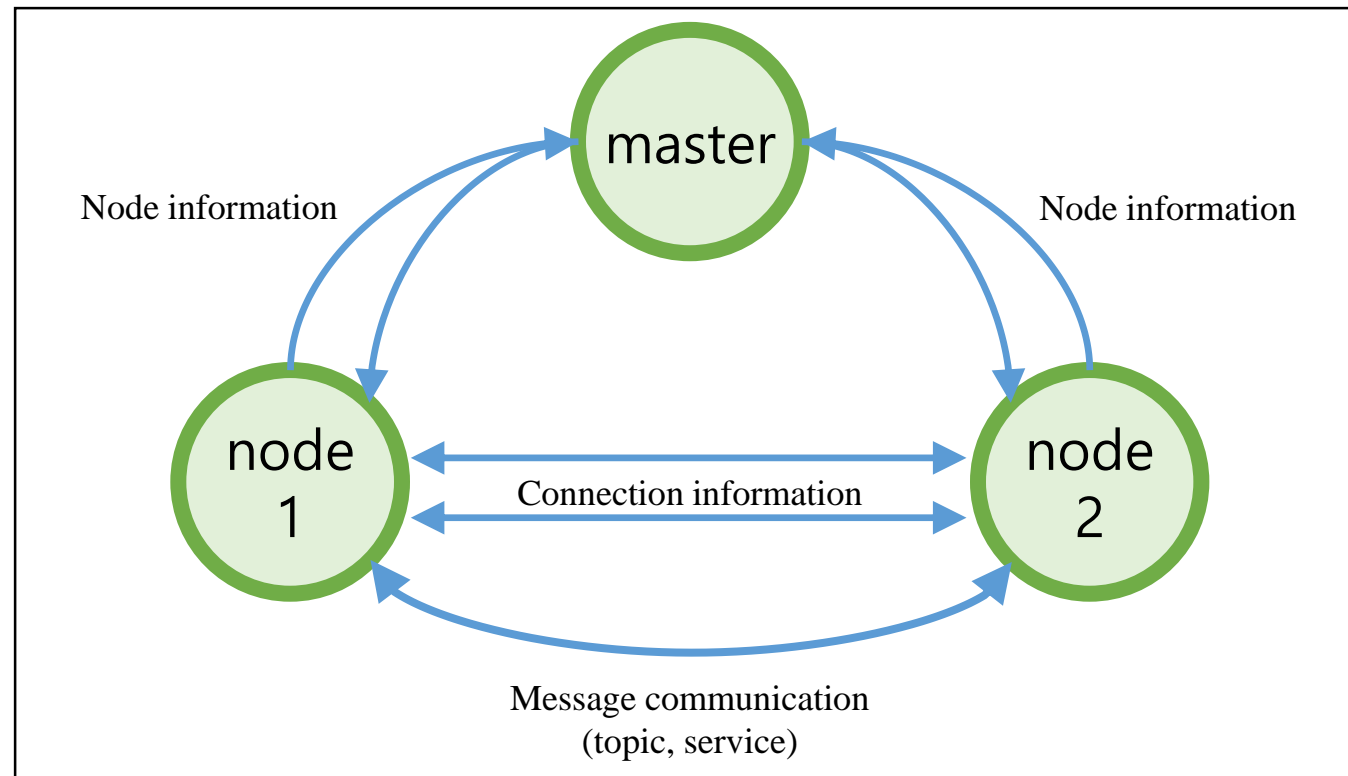 master
Node information
Node information
node
1
Connection information
node
2
Message communication
(topic, service)